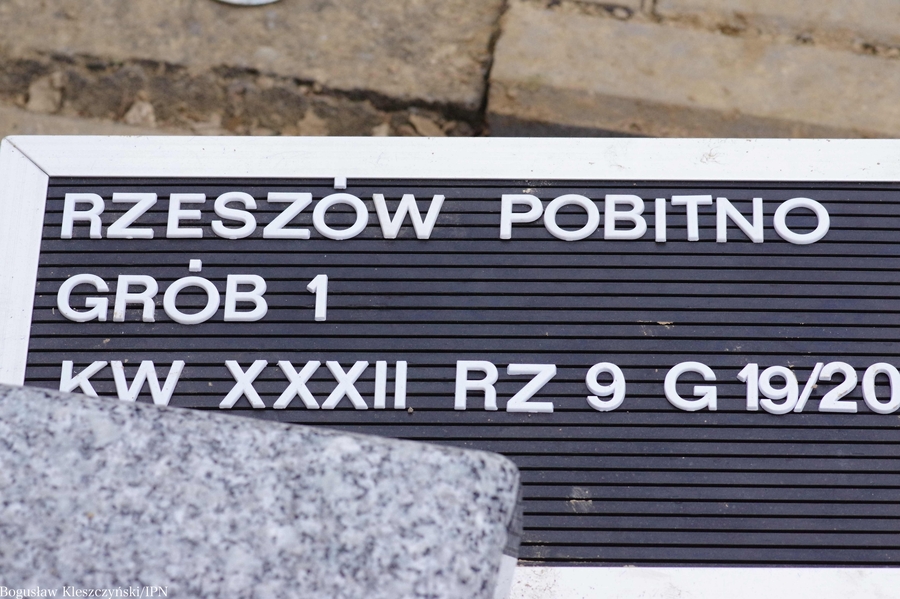 RZESZÓW POBITNO
GRÓB 1
KW XXXII RZ 9 G 19/20
Bogusław Kleszczyński/IPN